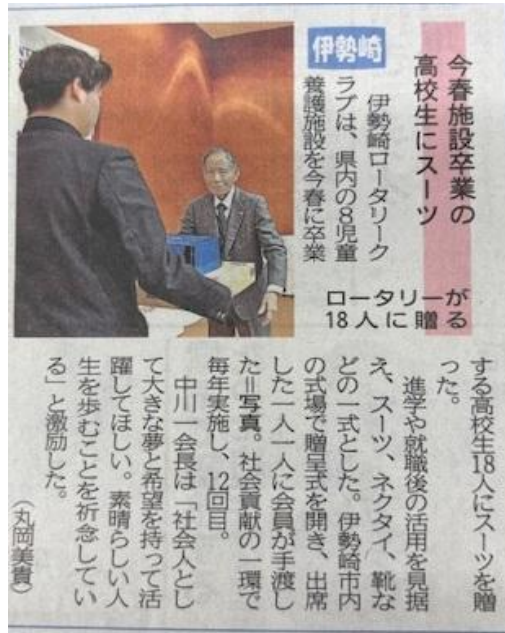 伊勢崎
今春施設卒業の
高校生にスーツ
ロータリーが
18人に贈る
伊勢崎ロータリーク
ラブは、県内の8児童
養護施設を今春に卒業
する高校生18人にスーツを贈
った。
進学や就職後の活用を見据
え、スーツ、ネクタイ、靴な
どの一式とした。伊勢崎市内
の式場で贈呈式を開き、出席
した一人一人に会員が手渡し
た＝写真。社会貢献の一環で
毎年実施し、12回目。
中川一会長は「社会人とし
て大きな夢と希望を持って活
躍してほしい。素晴らしい人
生を歩むことを祈念してい
る」と激励した。
（丸岡美貴）